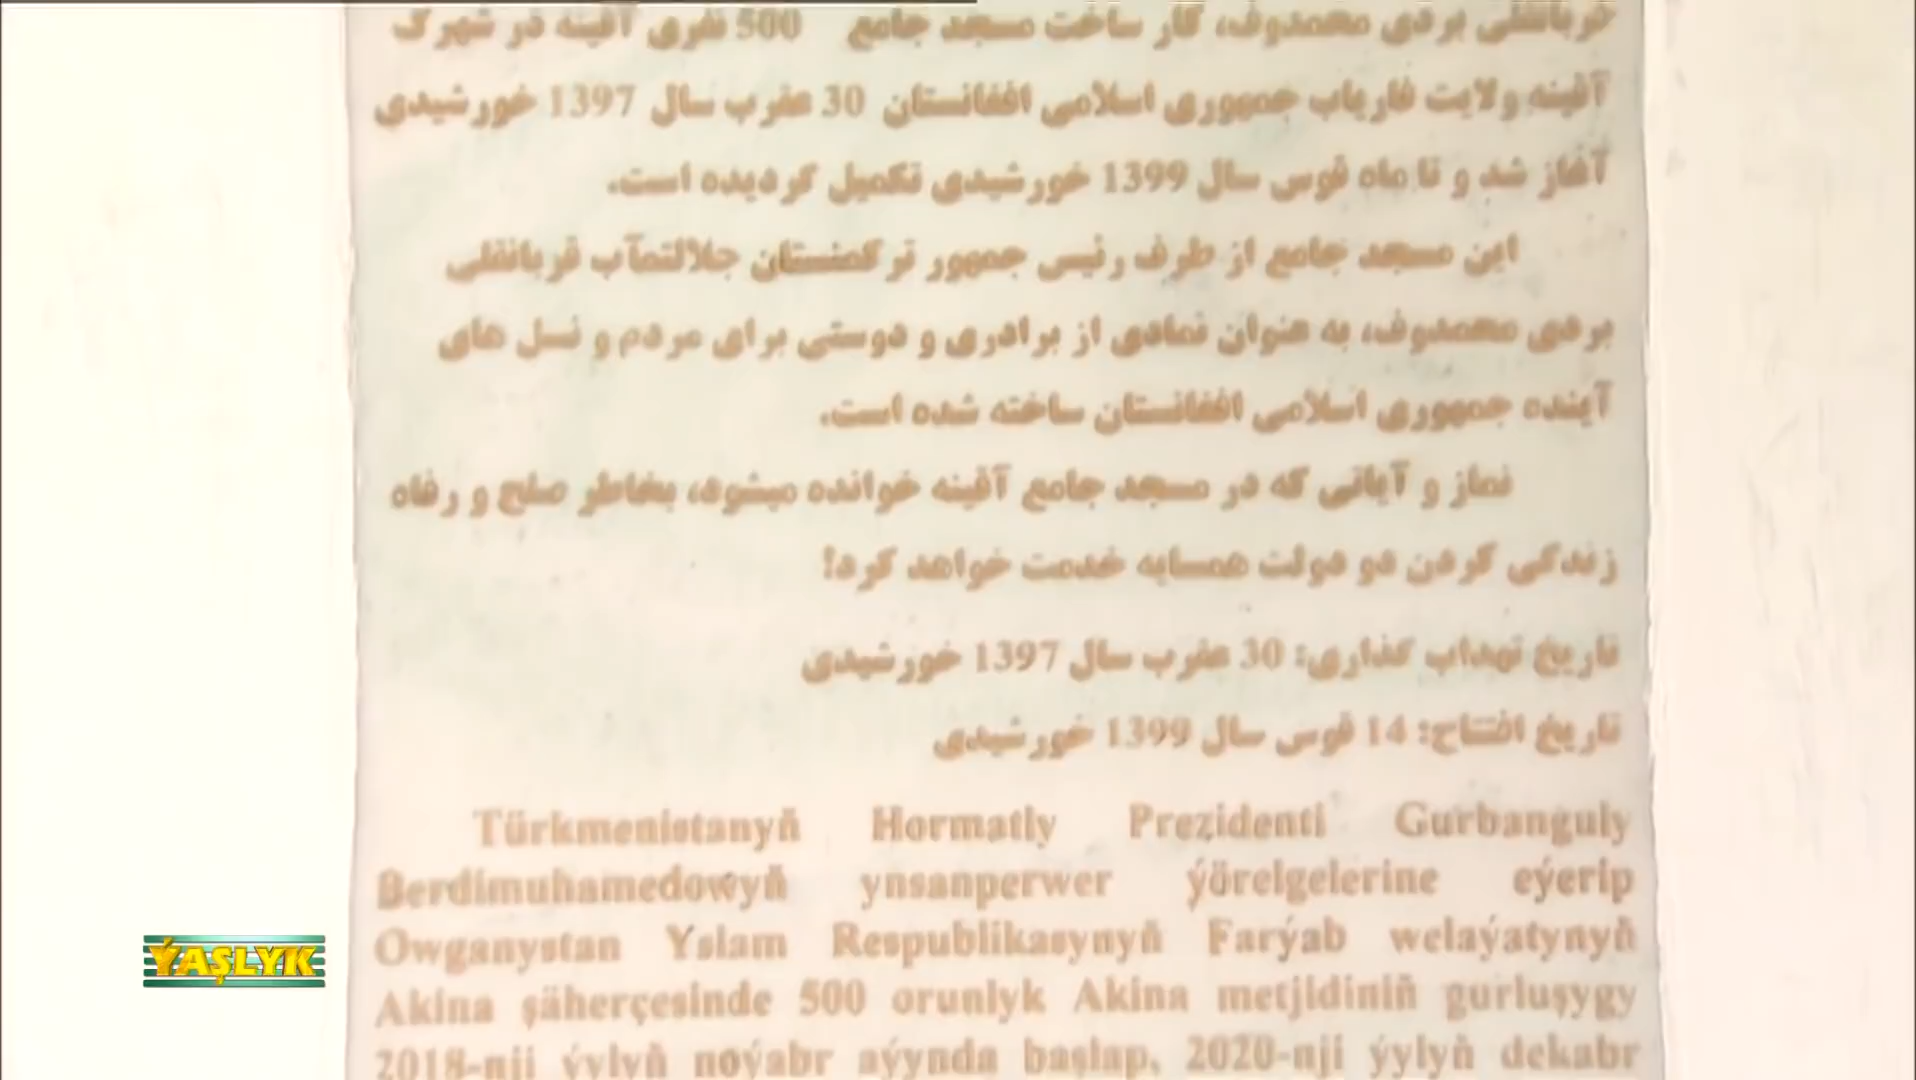 قربانقلی بردی محمدوف، کار ساخت مسجد جامع 500 نفری آقینه در شهرک
آقینه ولایت فاریاب جمهوری اسلامی افغانستان 30 عقرب سال 1397 خورشیدی
آغاز شد و تا ماه قوس سال 1399 خورشیدی تکمیل گردیده است.
این مسجد جامع از طرف رئیس جمهور ترکمنستان جلالتمآب قربانقلی
بردی محمدوف، به عنوان نمادی از برادری و دوستی برای مردم و نسل های
آینده جمهوری اسلامی افغانستان ساخته شده است.
نماز و آیاتی که در مسجد جامع آقینه خوانده میشود، بخاطر صلح و رفاه
زندگی کردن دو دولت همسایه خدمت خواهد کرد!
تاریخ تهداب گذاری: 30 عقرب سال 1397 خورشیدی
تاریخ افتتاح: 14 قوس سال 1399 خورشیدی
Türkmenistanyň Hormatly Prezidenti Gurbanguly
Berdimuhamedowyň ynsanperwer ýörelgelerine eýerip
Owganystan Yslam Respublikasynyň Farýab welaýatynyň
Akina şäherçesinde 500 orunlyk Akina metjidiniň gurluşygy
2018-nji ýylyň noýabr aýynda başlap, 2020-nji ýylyň dekabr
ÝAŞLYK